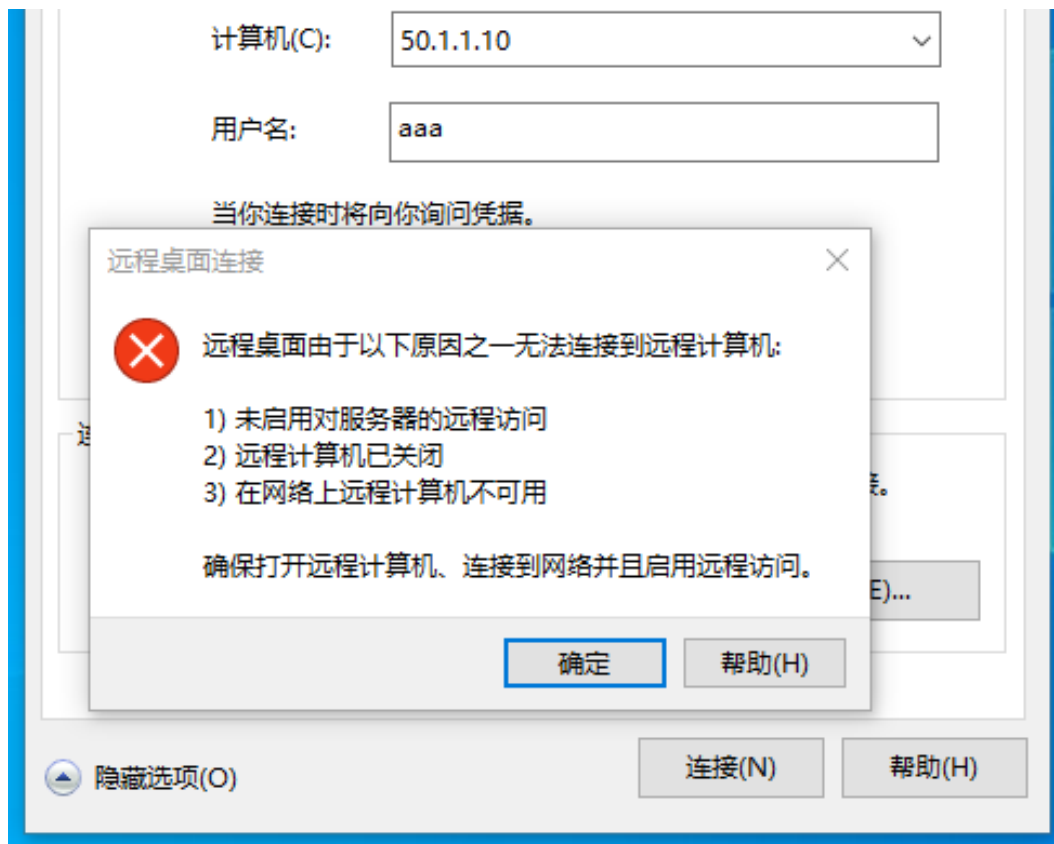 计算机(C):
50.1.1.10
用户名:
aaa
当你连接时将向你询问凭据。
远程桌面连接
远程桌面由于以下原因之一无法连接到远程计算机:
1) 未启用对服务器的远程访问
2) 远程计算机已关闭
3) 在网络上远程计算机不可用
确保打开远程计算机、连接到网络并且启用远程访问。
E)...
确定
帮助(H)
隐藏选项(O)
连接(N)
帮助(H)